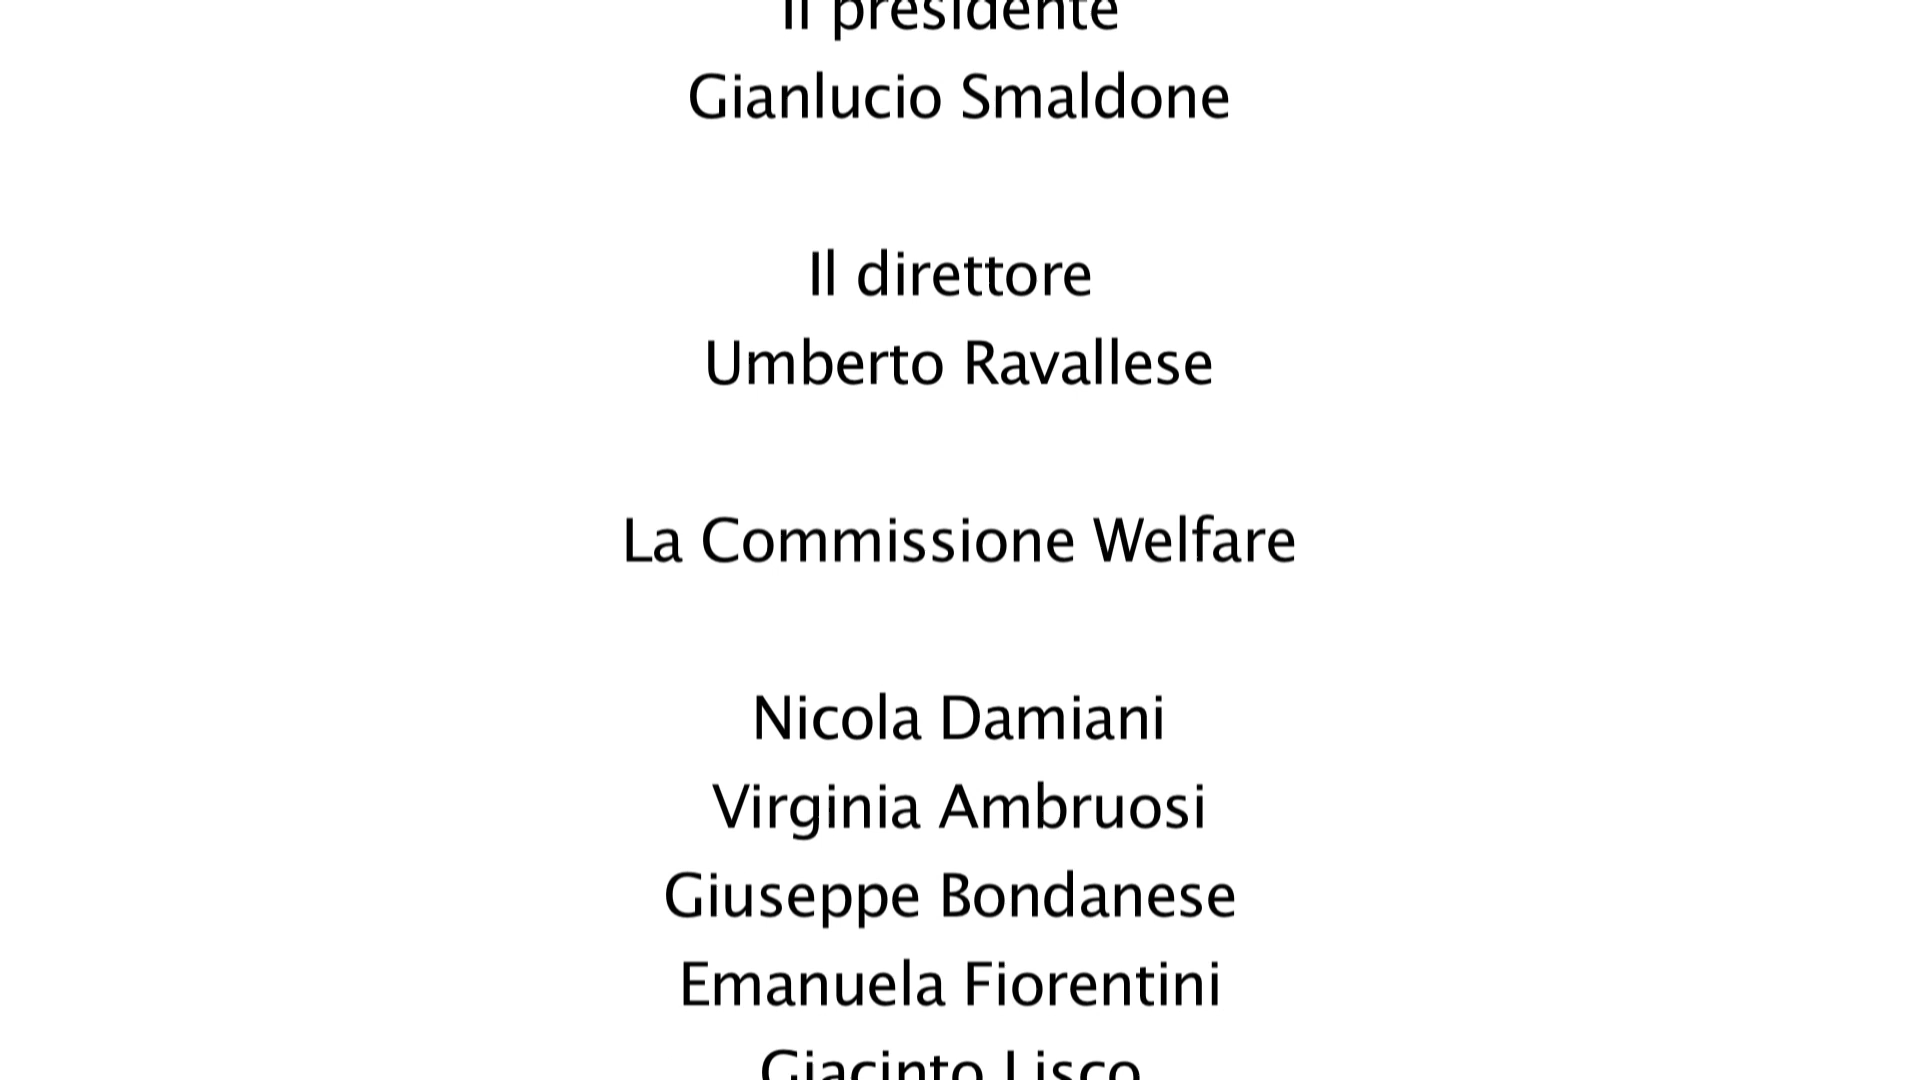 Il presidente
Gianlucio Smaldone
Il direttore
Umberto Ravallese
La Commissione Welfare
Nicola Damiani
Virginia Ambruosi
Giuseppe Bondanese
Emanuela Fiorentini
Giacinto Lisco